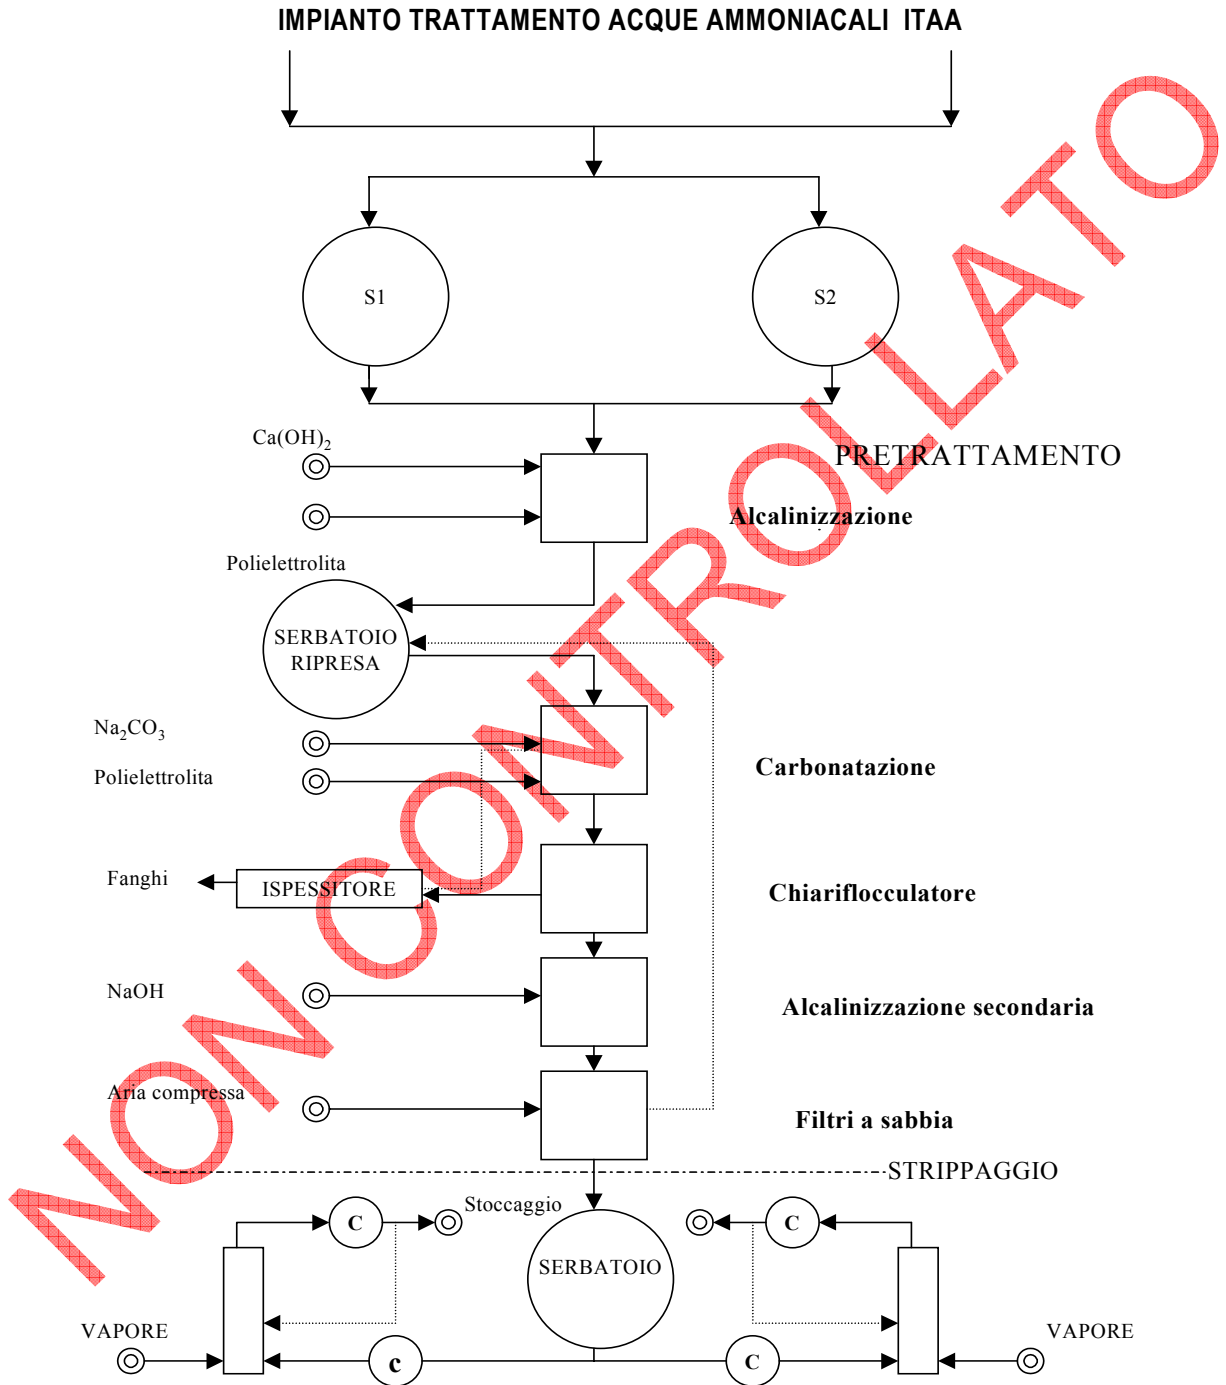 IMPIANTO TRATTAMENTO ACQUE AMMONIACALI ITAA
S1
S2
Ca(OH)2
PRETRATTAMENTO
Alcalinizzazione
Polielettrolita
SERBATOIO
RIPRESA
Na2CO3
Carbonatazione
Polielettrolita
Fanghi
ISPESSITORE
Chiariflocculatore
NaOH
Alcalinizzazione secondaria
Aria compressa
Filtri a sabbia
STRIPPAGGIO
Stoccaggio
C
C
SERBATOIO
VAPORE
VAPORE
c
C
NON CONTROLLATO